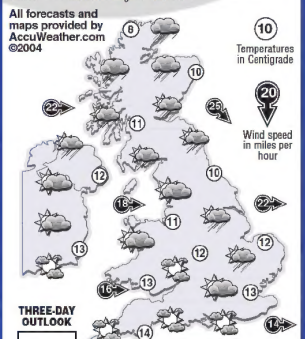 All forecasts and
maps provided by
AccuWeather.com
©2004
8
10
Temperatures
in Centigrade
10
22
25
20
Wind speed
in miles per
hour
11
12
10
18
11
22
13
12
12
16
13
13
THREE-DAY
OUTLOOK
14
14